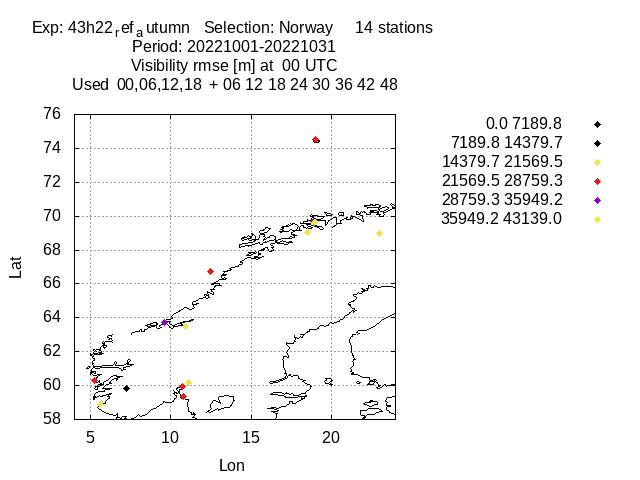 Exp: 43h22_ref_autumn   Selection: Norway     14 stations
Period: 20221001-20221031
Visibility rmse [m] at  00 UTC
Used  00,06,12,18  + 06 12 18 24 30 36 42 48
0.0 7189.8
7189.8 14379.7
14379.7 21569.5
21569.5 28759.3
28759.3 35949.2
35949.2 43139.0
76
74
72
70
68
66
64
62
60
58
Lat
5 10 15 20
Lon